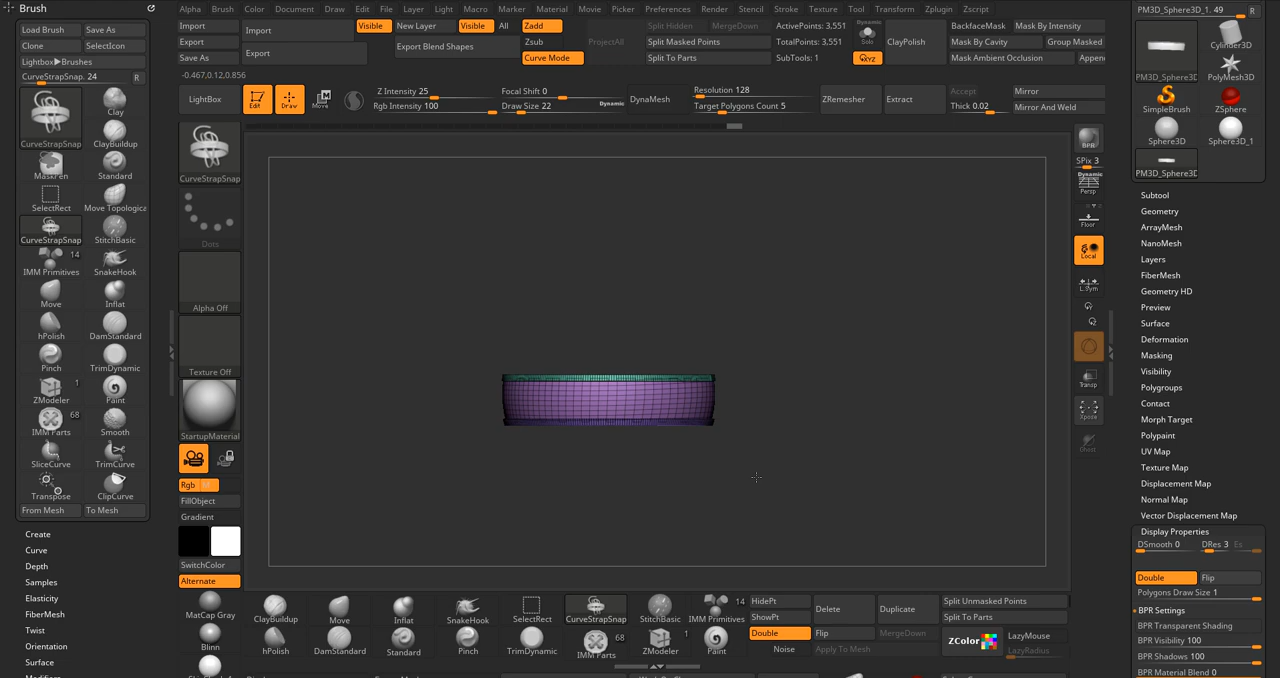 Brush
Load Brush Save As
Clone SelectIcon
Lightbox▶Brushes
CurveStrapSnap. 24 R
CurveStrapSnap Clay
ClayBuildup
MaskPen Standard
SelectRect Move Topologica
CurveStrapSnap StitchBasic
14
IMM Primitives SnakeHook
Move Inflat
hPolish DamStandard
Pinch TrimDynamic
1
ZModeler Paint
68
IMM Parts Smooth
SliceCurve TrimCurve
Transpose ClipCurve
From Mesh To Mesh
Create
Curve
Depth
Samples
Elasticity
FiberMesh
Twist
Orientation
Surface
Alpha Brush Color Document Draw Edit File Layer Light Macro Marker Material Movie Picker Preferences Render Stencil Stroke Texture Tool Transform Zplugin Zscript
Import
Export
Save As
Import
Export
Visible New Layer Visible All Zadd
Export Blend Shapes Zsub
Curve Mode
ProjectAll
Split Hidden MergeDown
Split Masked Points
Split To Parts
ActivePoints: 3,551
TotalPoints: 3,551
SubTools: 1
Dynamic
Solo
QXYZ
ClayPolish
BackfaceMask Mask By Intensity
Mask By Cavity Group Masked
Mask Ambient Occlusion Appen
-0.467,0.12,0.856
LightBox Edit Draw Move
Z Intensity 25 Focal Shift 0
Rgb Intensity 100 Draw Size 22 Dynamic
DynaMesh
Resolution 128
Target Polygons Count 5
ZRemesher Extract
Accept Mirror
Thick 0.02 Mirror And Weld
CurveStrapSnap
Dots
Alpha Off
Texture Off
StartupMaterial
Rgb M
FillObject
Gradient
SwitchColor
Alternate
MatCap Gray
Blinn
BPR
SPix 3
Dynamic
Persp
Floor
Local
L.Sym
Transp
Xpose
Ghost
ClayBuildup Move Inflat SnakeHook SelectRect CurveStrapSnap StitchBasic IMM Primitives 14
hPolish DamStandard Standard Pinch TrimDynamic IMM Parts 68 ZModeler 1 Paint
HidePt
ShowPt
Double
Noise
Delete Duplicate
Flip MergeDown
Apply To Mesh
Split Unmasked Points
Split To Parts
ZColor LazyMouse
LazyRadius
PM3D_Sphere3D_1. 49 R
PM3D_Sphere3D Cylinder3D
PolyMesh3D
SimpleBrush ZSphere
Sphere3D Sphere3D_1
PM3D_Sphere3D
Subtool
Geometry
ArrayMesh
NanoMesh
Layers
FiberMesh
Geometry HD
Preview
Surface
Deformation
Masking
Visibility
Polygroups
Contact
Morph Target
Polypaint
UV Map
Texture Map
Displacement Map
Normal Map
Vector Displacement Map
Display Properties
DSmooth 0 DRes 3 Es
Double Flip
Polygons Draw Size 1
BPR Settings
BPR Transparent Shading
BPR Visibility 100
BPR Shadows 100
BPR Material Blend 0